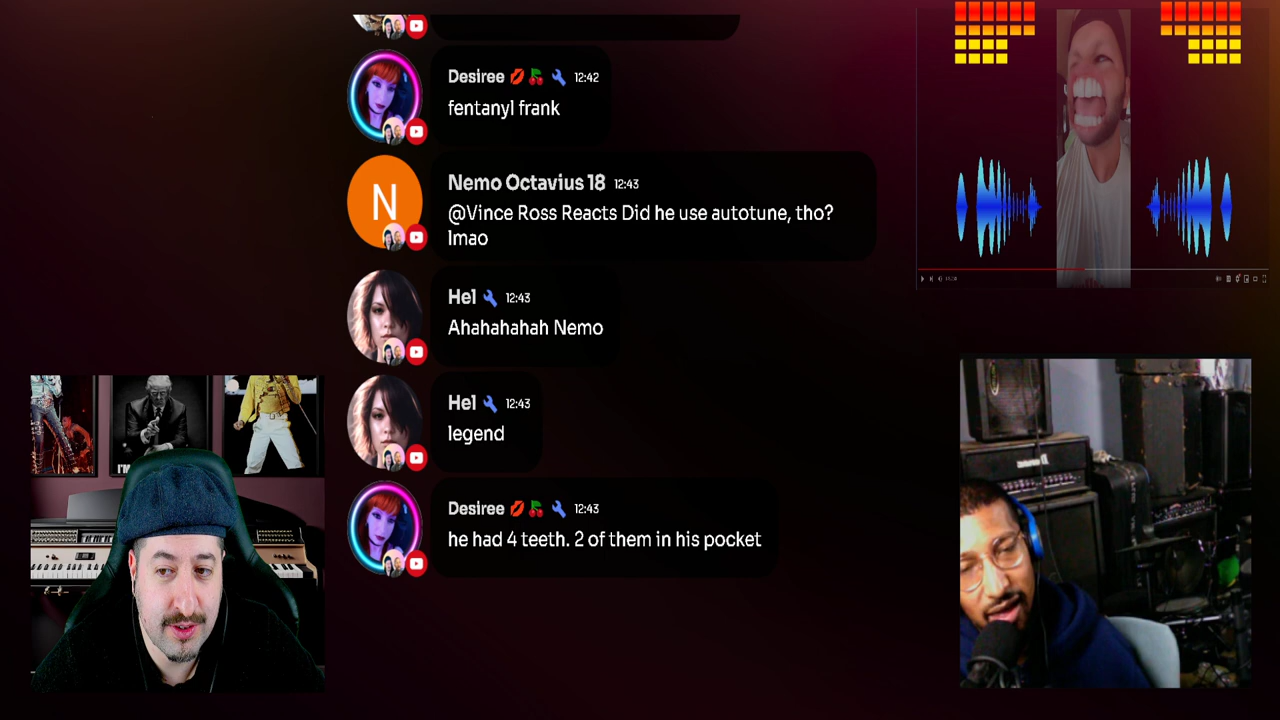 Desiree 💋🍒🔧 12:42
fentanyl frank
N
Nemo Octavius 18 12:43
@Vince Ross Reacts Did he use autotune, tho?
lmao
Hel 🔧 12:43
Ahahahahah Nemo
Hel 🔧 12:43
legend
Desiree 💋🍒🔧 12:43
he had 4 teeth. 2 of them in his pocket
I'M